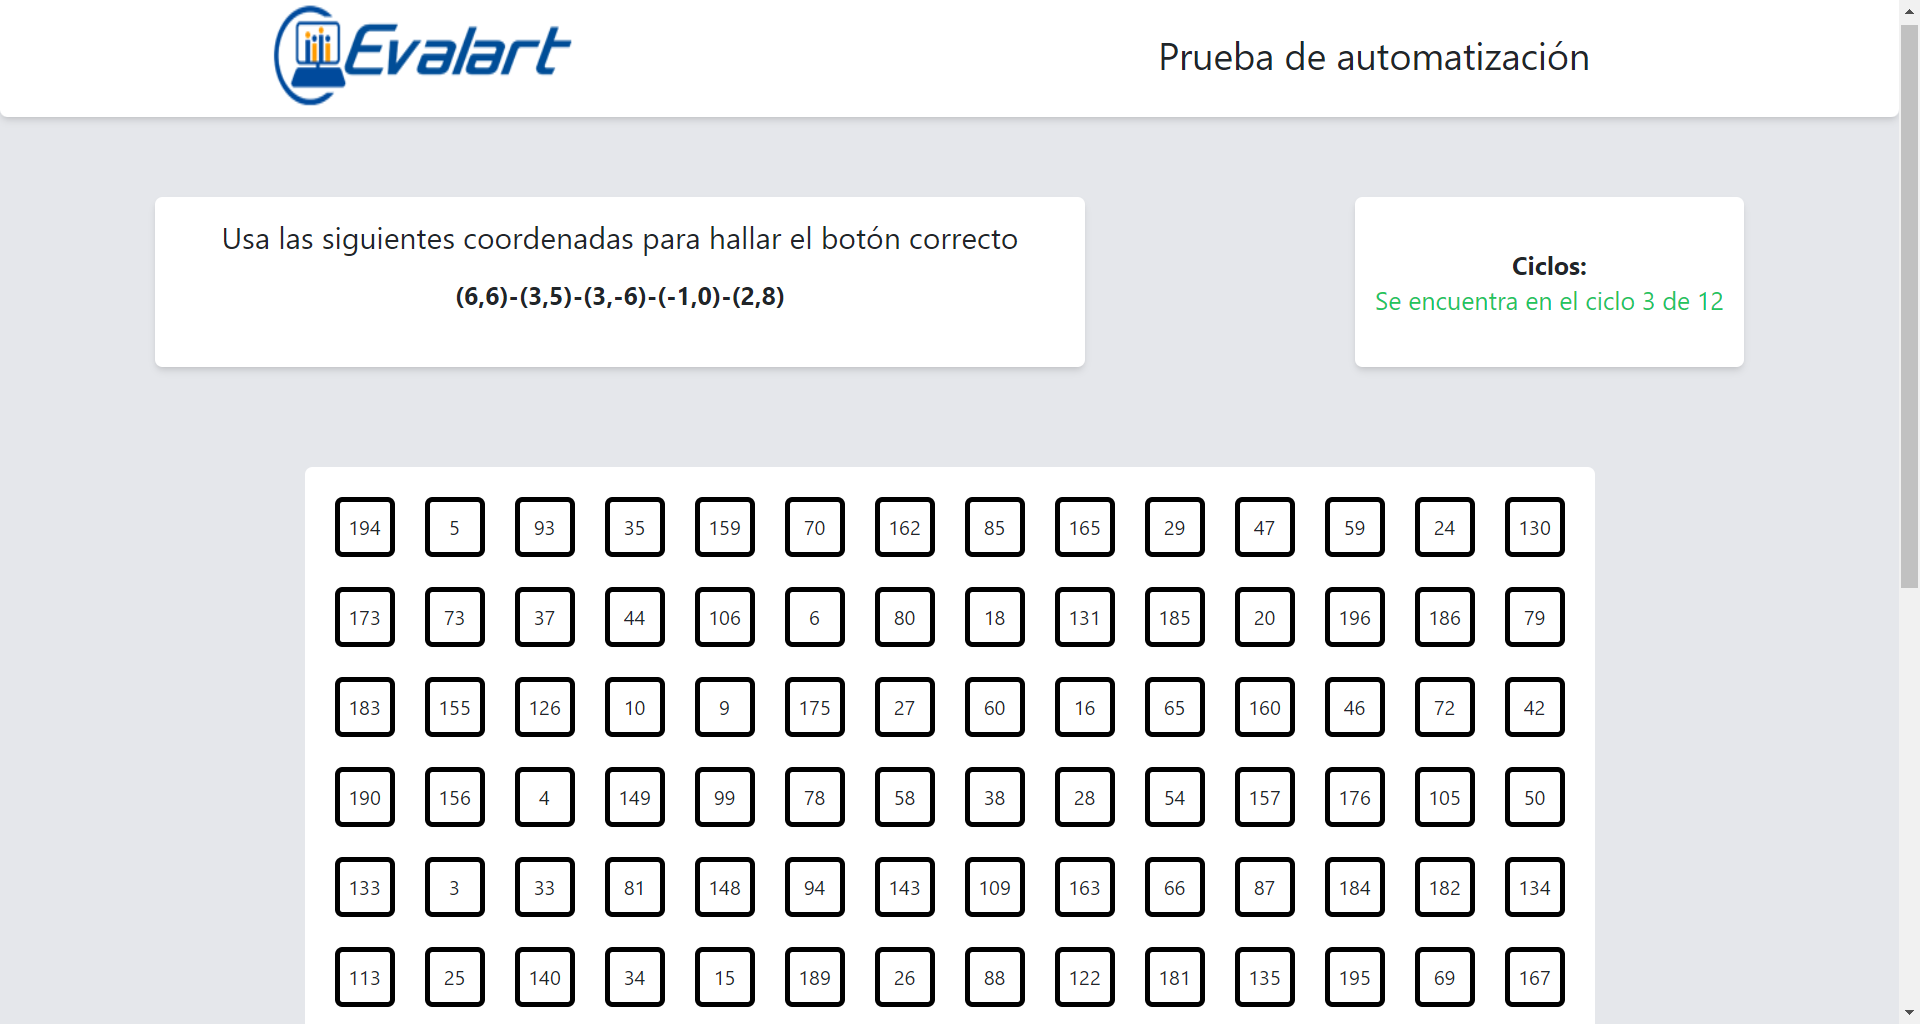 Evalart
Prueba de automatización
Usa las siguientes coordenadas para hallar el botón correcto
(6,6)-(3,5)-(3,-6)-(-1,0)-(2,8)
Ciclos:
Se encuentra en el ciclo 3 de 12
194 5 93 35 159 70 162 85 165 29 47 59 24 130
173 73 37 44 106 6 80 18 131 185 20 196 186 79
183 155 126 10 9 175 27 60 16 65 160 46 72 42
190 156 4 149 99 78 58 38 28 54 157 176 105 50
133 3 33 81 148 94 143 109 163 66 87 184 182 134
113 25 140 34 15 189 26 88 122 181 135 195 69 167